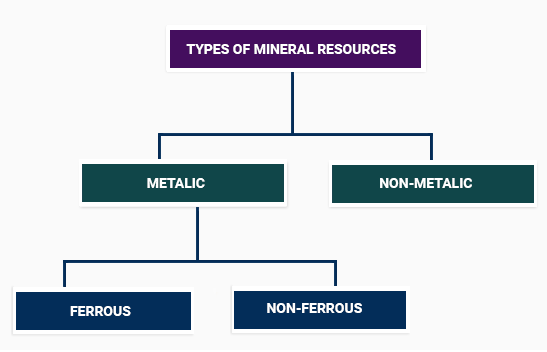 TYPES OF MINERAL RESOURCES
METALIC
NON-METALIC
FERROUS
NON-FERROUS